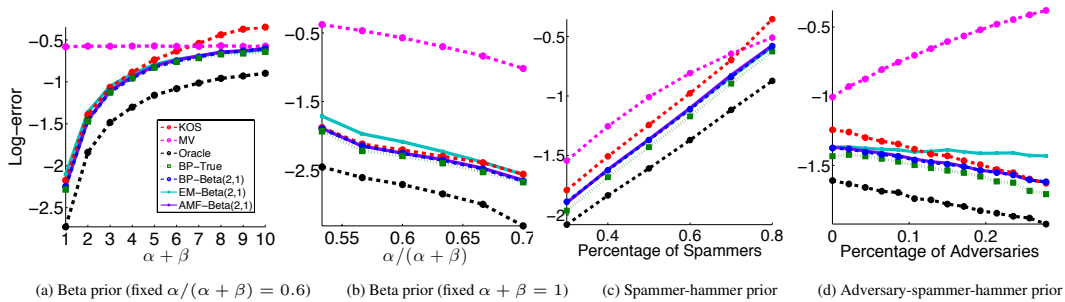 Log−error
−0.5
−1
−1.5
−2
−2.5
KOS
MV
Oracle
BP−True
BP−Beta(2,1)
EM−Beta(2,1)
AMF−Beta(2,1)
1 2 3 4 5 6 7 8 9 10
α + β
(a) Beta prior (fixed α/(α + β) = 0.6)
−0.5
−1.5
−2.5
0.55 0.6 0.65 0.7
α/(α + β)
(b) Beta prior (fixed α + β = 1)
−0.5
−1
−1.5
−2
0.4 0.6 0.8
Percentage of Spammers
(c) Spammer-hammer prior
−0.5
−1
−1.5
0 0.1 0.2
Percentage of Adversaries
(d) Adversary-spammer-hammer prior